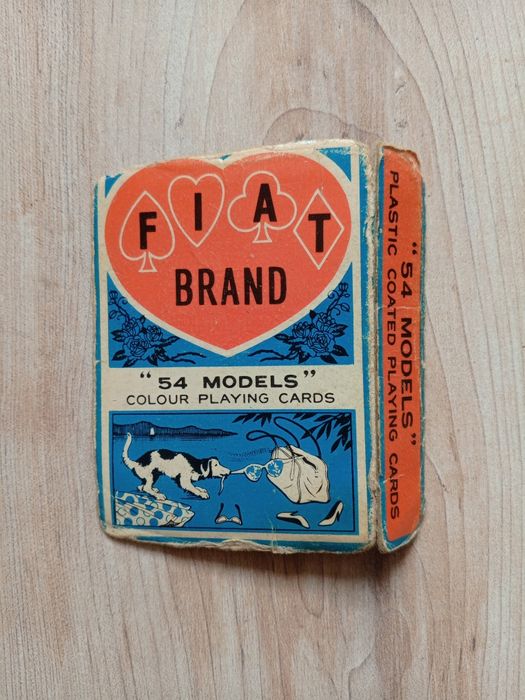 FIAT
BRAND
"54 MODELS"
COLOUR PLAYING CARDS
"54 MODELS"
PLASTIC COATED PLAYING CARDS